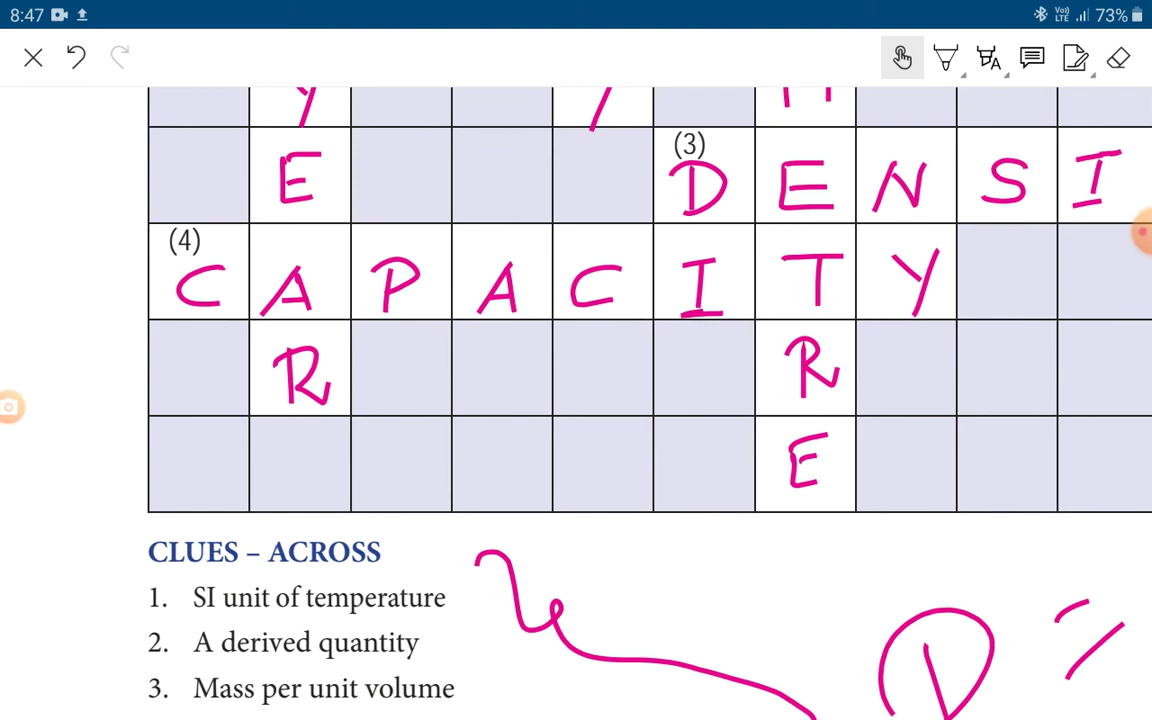 8:47 73%
Y
(3)
E D E N S I
(4)
C A P A C I T Y
R R
E
CLUES – ACROSS
1. SI unit of temperature
2. A derived quantity
3. Mass per unit volume
D =